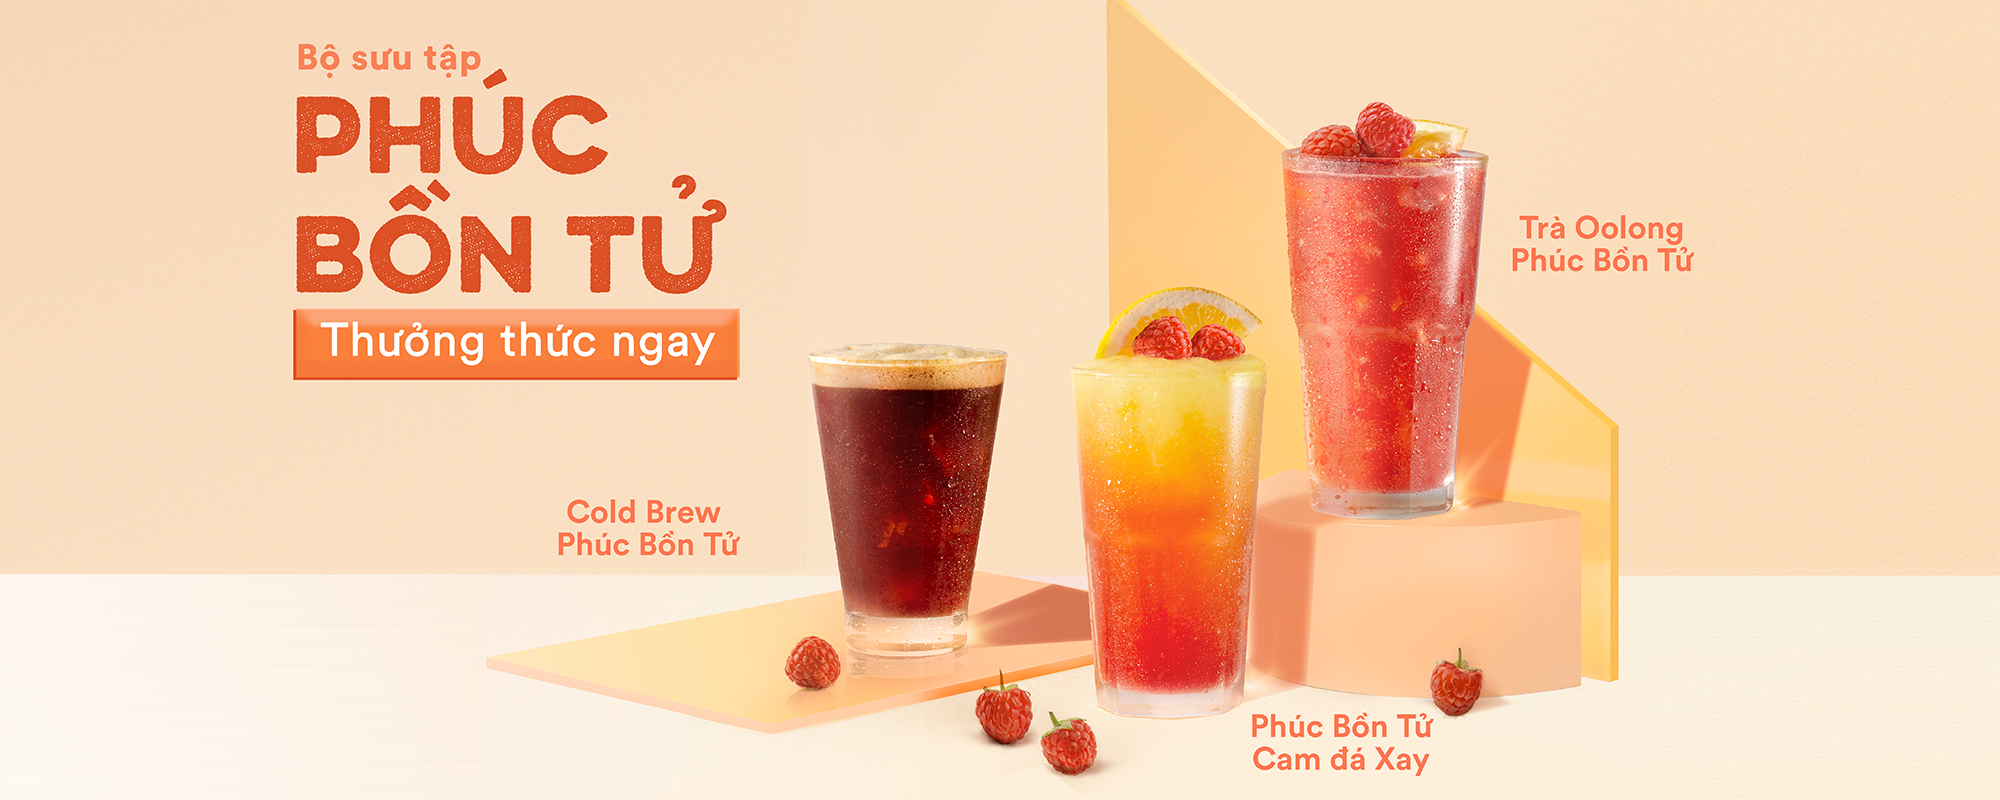 Bộ sưu tập
PHÚC
BỒN TỬ
Thưởng thức ngay
Trà Oolong
Phúc Bồn Tử
Cold Brew
Phúc Bồn Tử
Phúc Bồn Tử
Cam đá Xay